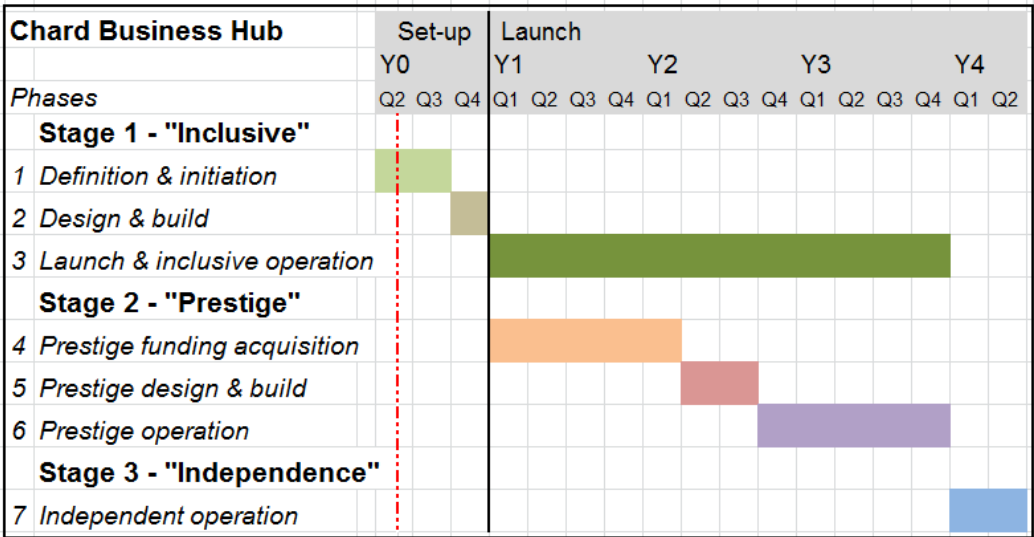 Chard Business Hub Set-up Launch
Y0 Y1 Y2 Y3 Y4
Phases Q2 Q3 Q4 Q1 Q2 Q3 Q4 Q1 Q2 Q3 Q4 Q1 Q2 Q3 Q4 Q1 Q2
Stage 1 - "Inclusive"
1 Definition & initiation
2 Design & build
3 Launch & inclusive operation
Stage 2 - "Prestige"
4 Prestige funding acquisition
5 Prestige design & build
6 Prestige operation
Stage 3 - "Independence"
7 Independent operation